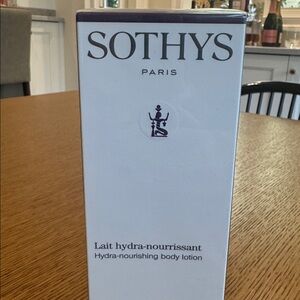 SOTHYS
PARIS
Lait hydra-nourrissant
Hydra-nourishing body lotion